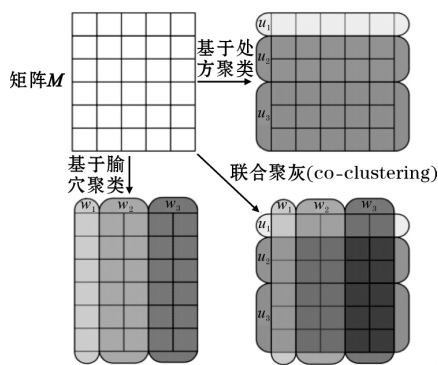 矩阵M
基于处
方聚类
u1
u2
u3
基于腧
穴聚类
联合聚灰(co-clustering)
w1 w2 w3
w1 w2 w3
u1
u2
u3